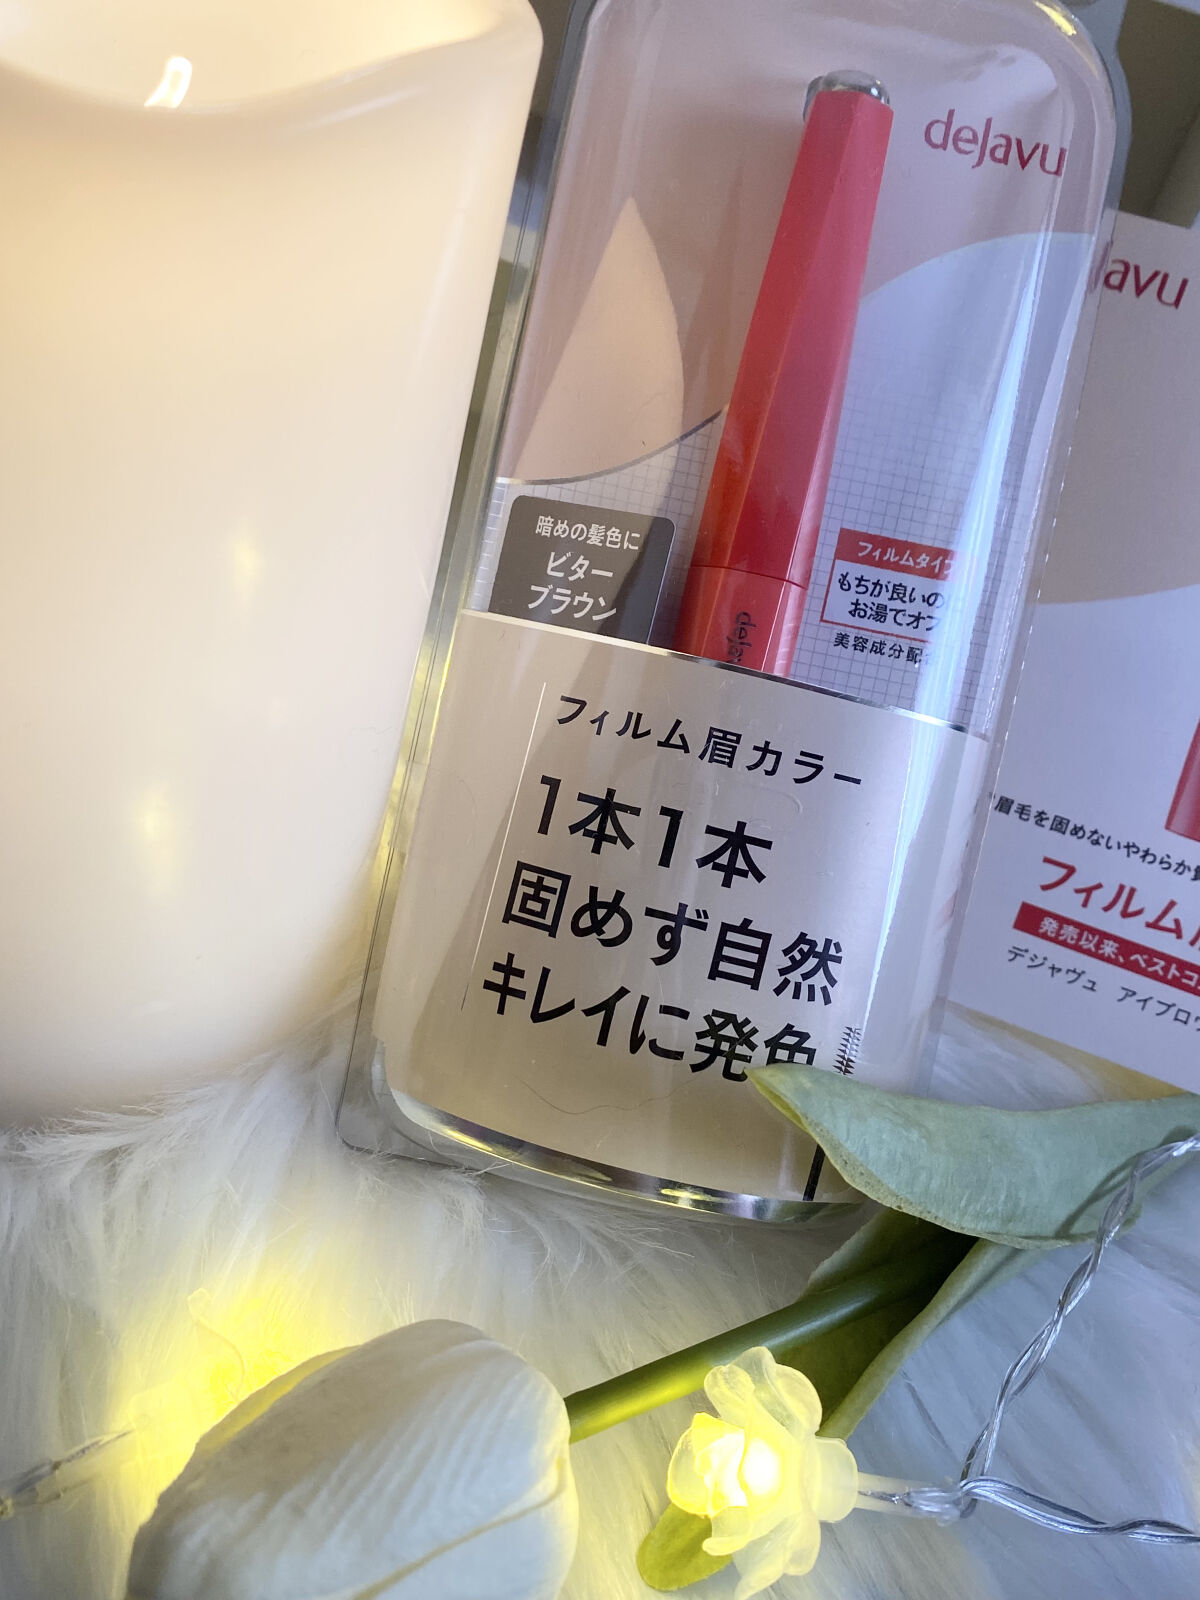 dejavu
暗めの髪色に
ビター
ブラウン
フィルムタイプ
もちが良いの
お湯でオフ
美容成分配合
dejavu
フィルム眉カラー
1本1本
固めず自然
キレイに発色
javu
眉毛を固めないやわらか
フィルム
発売以来、ベストコ
デジャヴュ アイブロウ